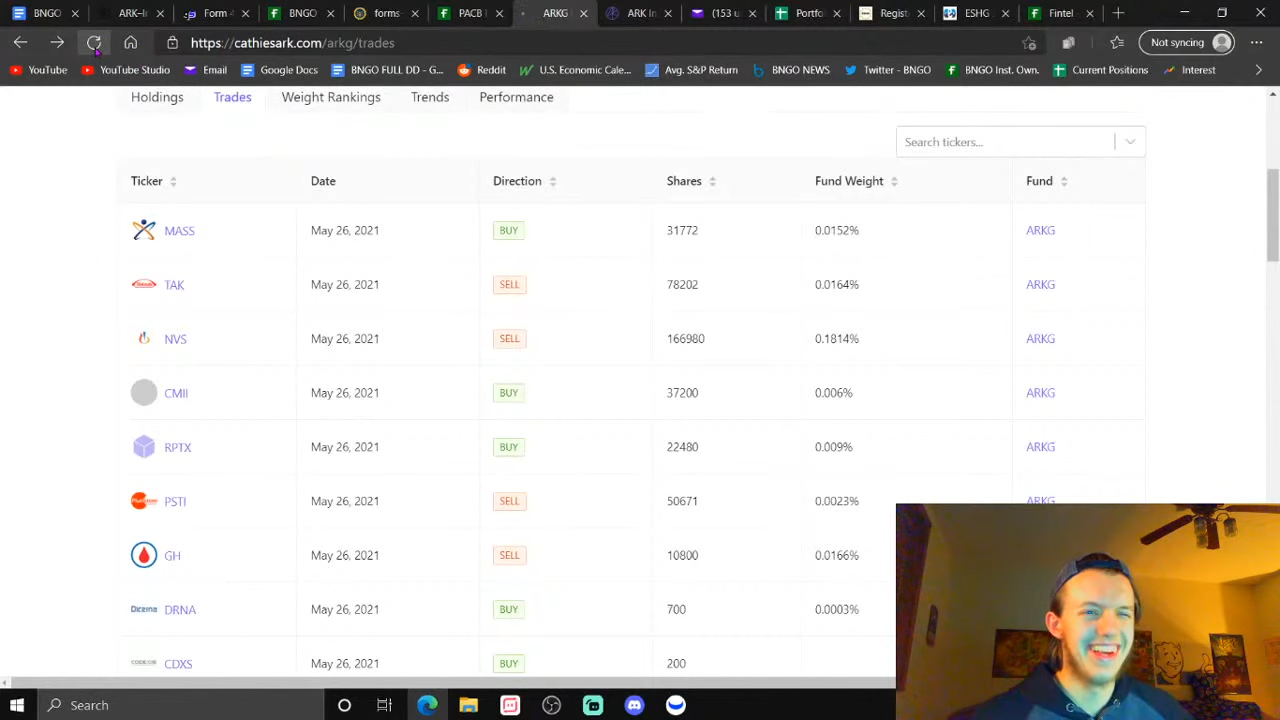 BNGO
ARK-I
Form 4
BNGO
forms
PACB
ARKG
ARK In
(153 u
Portfo
BHG
Fintel
https://cathiesark.com/arkg/trades
Not syncing
YouTube
YouTube Studio
Email
Google Docs
BNGO FULL DD - G...
Reddit
U.S. Economic Cale...
Avg. S&P Return
BNGO NEWS
Twitter - BNGO
BNGO Inst. Own.
Current Positions
Interest
Holdings
Trades
Weight Rankings
Trends
Performance
Search tickers...
Ticker Date Direction Shares Fund Weight Fund
MASS May 26, 2021 BUY 31772 0.0152% ARKG
TAK May 26, 2021 SELL 78202 0.0164% ARKG
NVS May 26, 2021 SELL 166980 0.1814% ARKG
CMII May 26, 2021 BUY 37200 0.006% ARKG
RPTX May 26, 2021 BUY 22480 0.009% ARKG
PSTI May 26, 2021 SELL 50671 0.0023% ARKG
GH May 26, 2021 SELL 10800 0.0166%
Dicerna DRNA May 26, 2021 BUY 700 0.0003%
CDXS May 26, 2021 BUY 200
Search